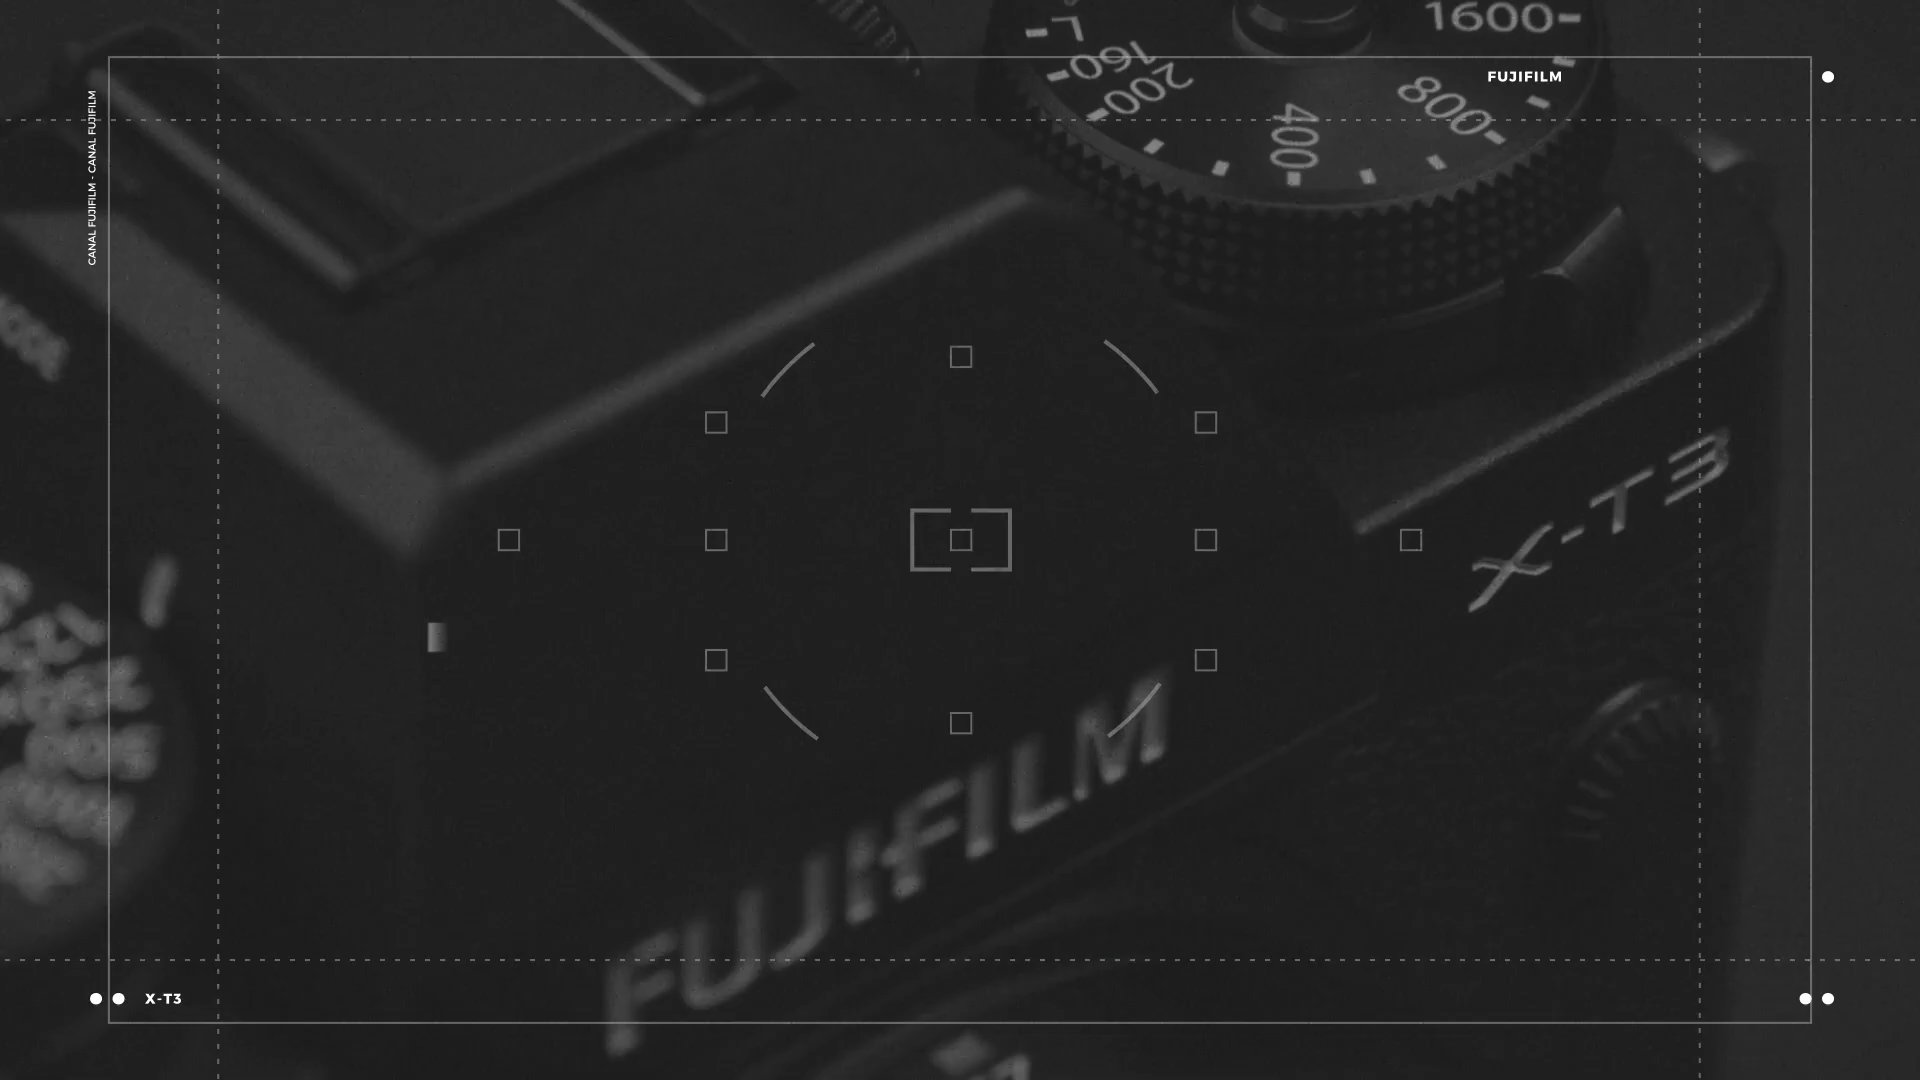 1600
L
160
200
400
800
FUJIFILM
CANAL FUJIFILM - CANAL FUJIFILM
X-T3
FUJIFILM
X-T3